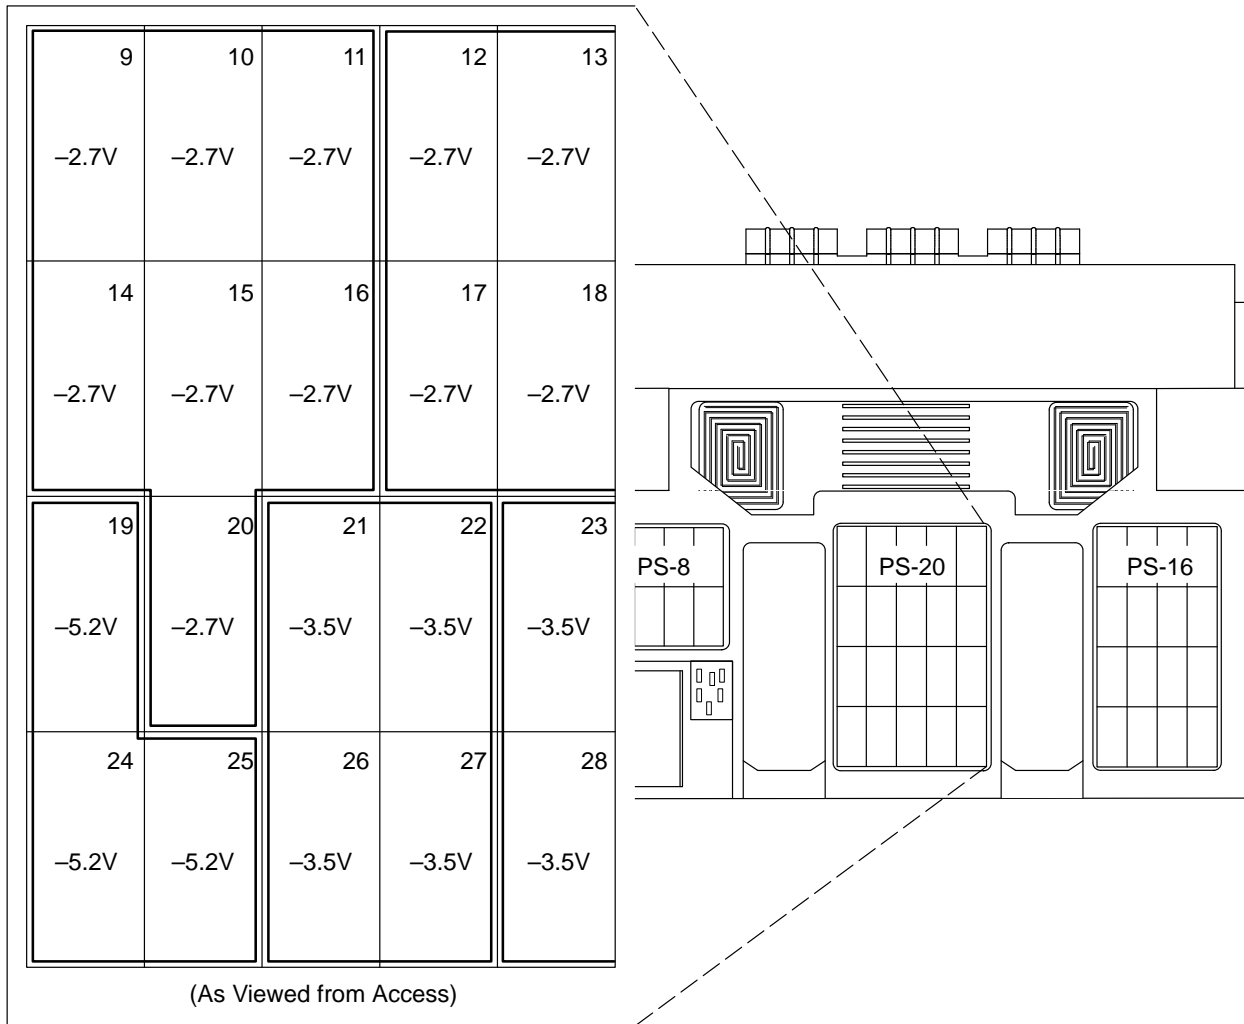 9 10 11 12 13
–2.7V –2.7V –2.7V –2.7V –2.7V
14 15 16 17 18
–2.7V –2.7V –2.7V –2.7V –2.7V
19 20 21 22 23
–5.2V –2.7V –3.5V –3.5V –3.5V
24 25 26 27 28
–5.2V –5.2V –3.5V –3.5V –3.5V
(As Viewed from Access)
PS-8 PS-20 PS-16